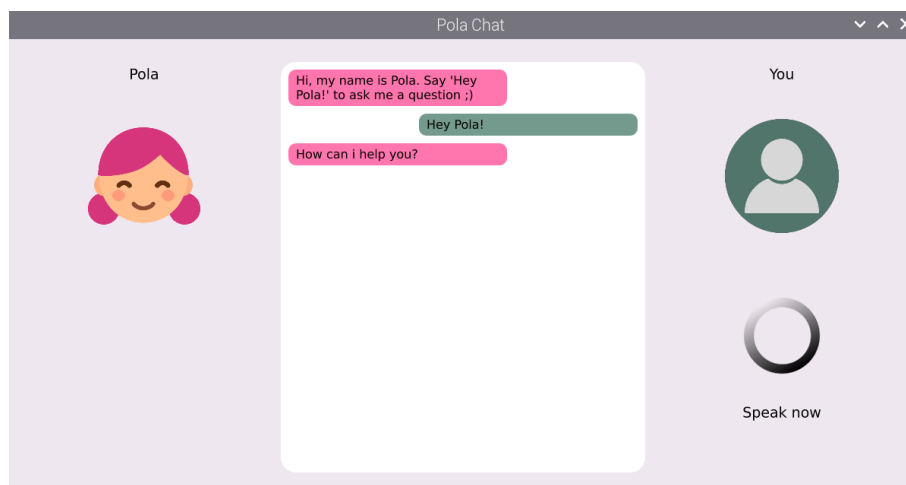 Pola Chat
Pola
You
Hi, my name is Pola. Say 'Hey
Pola!' to ask me a question ;)
Hey Pola!
How can i help you?
Speak now